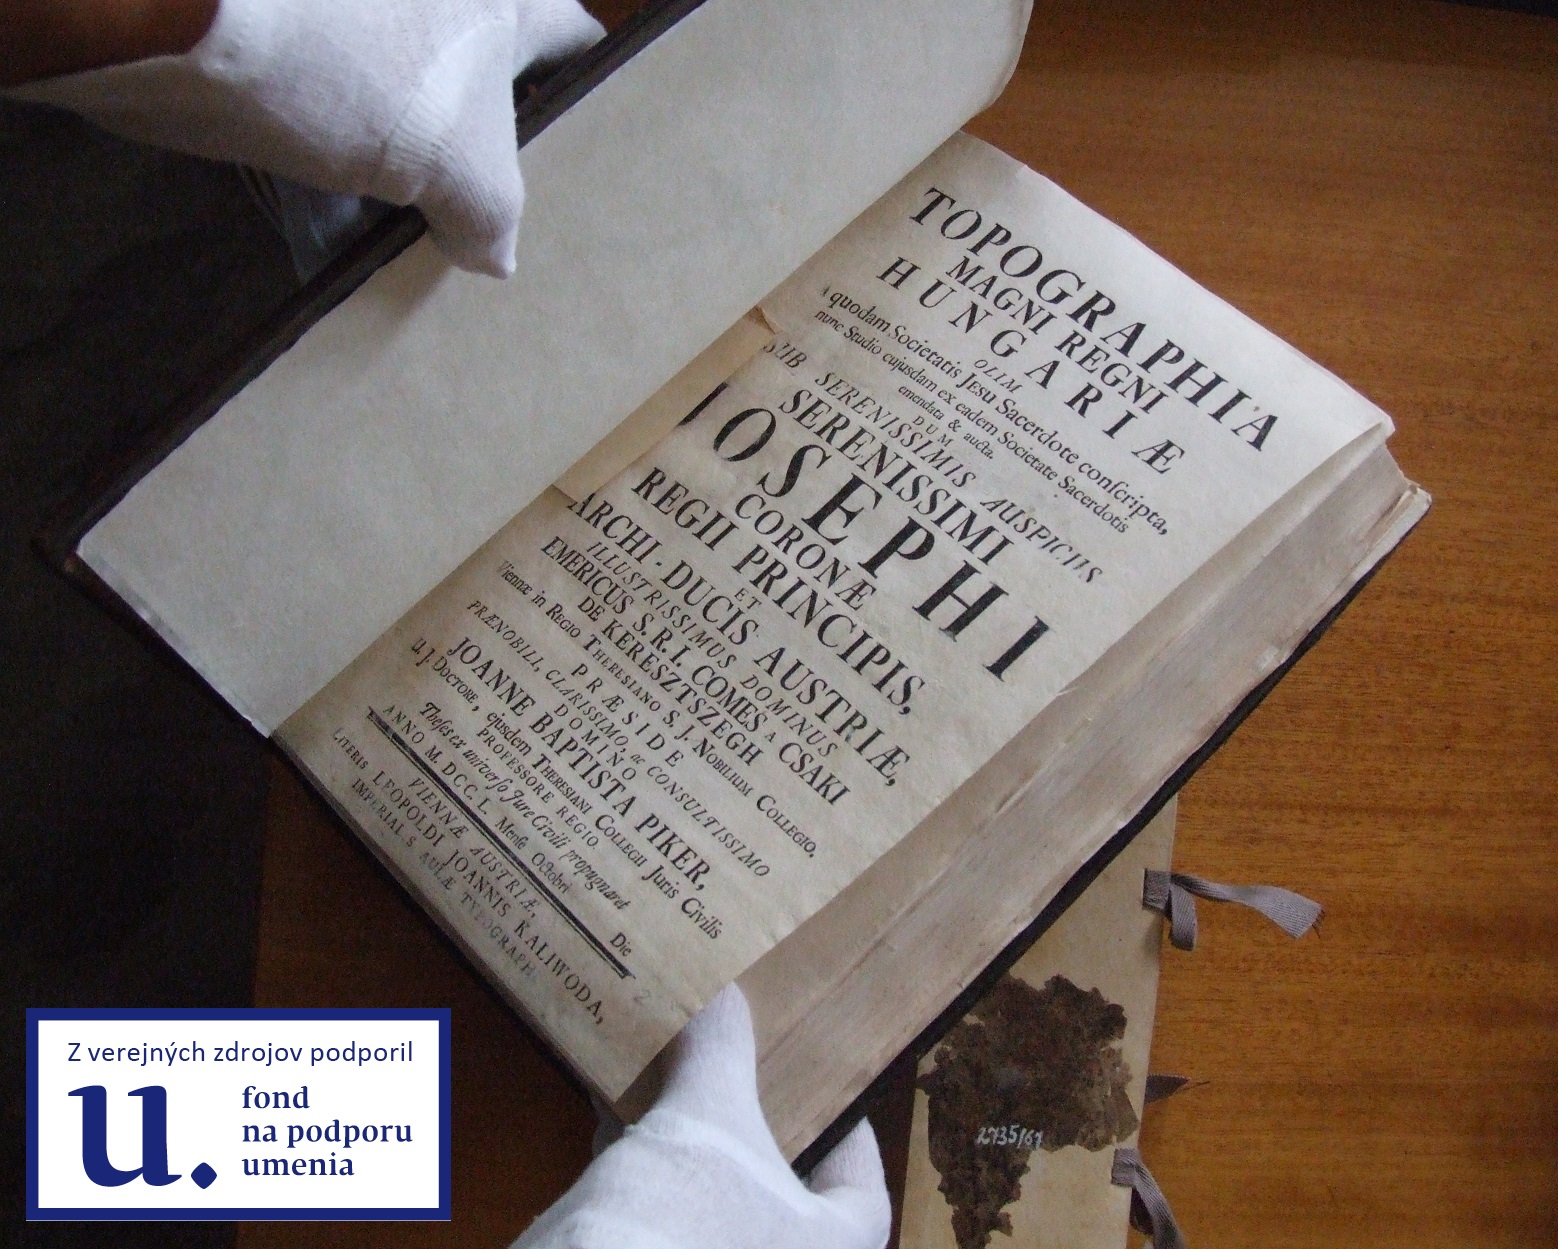 TOPOGRAPHIA
MAGNI REGNI
HUNGARIÆ
OLIM
A quodam Societatis JESU Sacerdote conſcripta,
nunc Studio cujusdam ex eadem Societate Sacerdotis
emendata & aucta.
DUM
SUB SERENISSIMIS AUSPICIIS
SERENISSIMI
JOSEPHI
CORONÆ
REGII PRINCIPIS,
ET
ARCHI-DUCIS AUSTRIÆ,
ILLUSTRISSIMUS DOMINUS
EMERICUS S.R.I. COMES A CSAKI
DE KERESZTSZEGH
Viennæ in REGIO THERESIANO S. J. NOBILIUM COLLEGIO,
PRÆSIDE
PRÆNOBILI, CLARISSIMO, ac CONSULTISSIMO
DOMINO
JOANNE BAPTISTA PIKER,
U. J. DOCTORE, ejusdem THERESIANI COLLEGII Juris Civilis
PROFESSORE REGIO.
Theſes ex univerſo Jure Civili propugnaret
ANNO M. DCC. L. Menſe Octobri Die
VIENNÆ AUSTRIÆ,
LITERIS LEOPOLDI JOANNIS KALIWODA,
IMPERIALIS AULÆ TYPOGRAPH
2
2735/67
Z verejných zdrojov podporil
u.
fond
na podporu
umenia